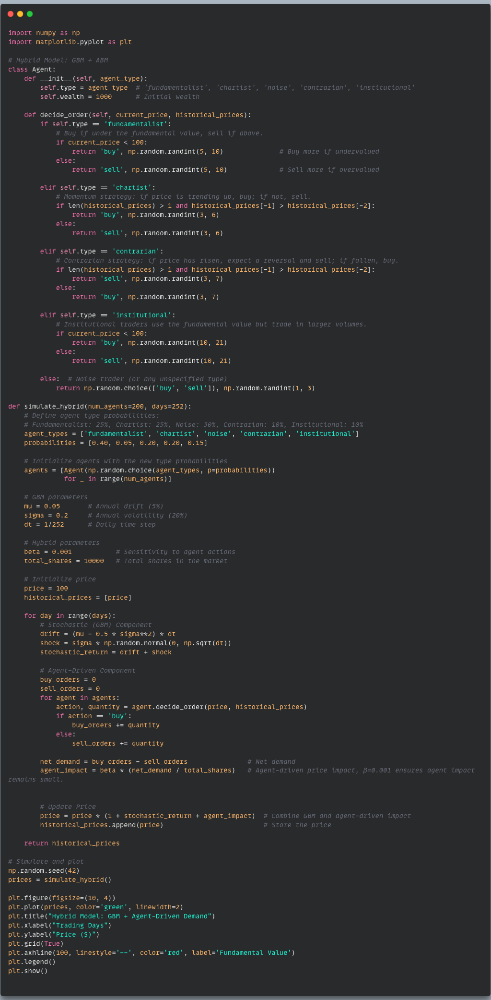 import numpy as np
import matplotlib.pyplot as plt

# Hybrid Model: GBM + ABM
class Agent:
    def __init__(self, agent_type):
        self.type = agent_type  # 'fundamentalist', 'chartist', 'noise', 'contrarian', 'institutional'
        self.wealth = 1000      # Initial wealth

    def decide_order(self, current_price, historical_prices):
        if self.type == 'fundamentalist':
            # Buy if under the fundamental value, sell if above.
            if current_price < 100:
                return 'buy', np.random.randint(5, 10)              # Buy more if undervalued
            else:
                return 'sell', np.random.randint(5, 10)             # Sell more if overvalued

        elif self.type == 'chartist':
            # Momentum strategy: if price is trending up, buy; if not, sell.
            if len(historical_prices) > 1 and historical_prices[-1] > historical_prices[-2]:
                return 'buy', np.random.randint(3, 6)
            else:
                return 'sell', np.random.randint(3, 6)

        elif self.type == 'contrarian':
            # Contrarian strategy: if price has risen, expect a reversal and sell; if fallen, buy.
            if len(historical_prices) > 1 and historical_prices[-1] > historical_prices[-2]:
                return 'sell', np.random.randint(3, 7)
            else:
                return 'buy', np.random.randint(3, 7)

        elif self.type == 'institutional':
            # Institutional traders use the fundamental value but trade in larger volumes.
            if current_price < 100:
                return 'buy', np.random.randint(10, 21)
            else:
                return 'sell', np.random.randint(10, 21)

        else:  # Noise trader (or any unspecified type)
            return np.random.choice(['buy', 'sell']), np.random.randint(1, 3)

def simulate_hybrid(num_agents=200, days=252):
    # Define agent type probabilities:
    # Fundamentalist: 25%, Chartist: 25%, Noise: 30%, Contrarian: 10%, Institutional: 10%
    agent_types = ['fundamentalist', 'chartist', 'noise', 'contrarian', 'institutional']
    probabilities = [0.40, 0.05, 0.20, 0.20, 0.15]

    # Initialize agents with the new type probabilities
    agents = [Agent(np.random.choice(agent_types, p=probabilities))
              for _ in range(num_agents)]

    # GBM parameters
    mu = 0.05       # Annual drift (5%)
    sigma = 0.2     # Annual volatility (20%)
    dt = 1/252      # Daily time step

    # Hybrid parameters
    beta = 0.001           # Sensitivity to agent actions
    total_shares = 10000   # Total shares in the market

    # Initialize price
    price = 100
    historical_prices = [price]

    for day in range(days):
        # Stochastic (GBM) Component
        drift = (mu - 0.5 * sigma**2) * dt
        shock = sigma * np.random.normal(0, np.sqrt(dt))
        stochastic_return = drift + shock

        # Agent-Driven Component
        buy_orders = 0
        sell_orders = 0
        for agent in agents:
            action, quantity = agent.decide_order(price, historical_prices)
            if action == 'buy':
                buy_orders += quantity
            else:
                sell_orders += quantity

        net_demand = buy_orders - sell_orders               # Net demand
        agent_impact = beta * (net_demand / total_shares)   # Agent-driven price impact, β=0.001 ensures agent impact
remains small.

        # Update Price
        price = price * (1 + stochastic_return + agent_impact)  # Combine GBM and agent-driven impact
        historical_prices.append(price)                         # Store the price

    return historical_prices

# Simulate and plot
np.random.seed(42)
prices = simulate_hybrid()

plt.figure(figsize=(10, 4))
plt.plot(prices, color='green', linewidth=2)
plt.title("Hybrid Model: GBM + Agent-Driven Demand")
plt.xlabel("Trading Days")
plt.ylabel("Price ($)")
plt.grid(True)
plt.axhline(100, linestyle='--', color='red', label='Fundamental Value')
plt.legend()
plt.show()